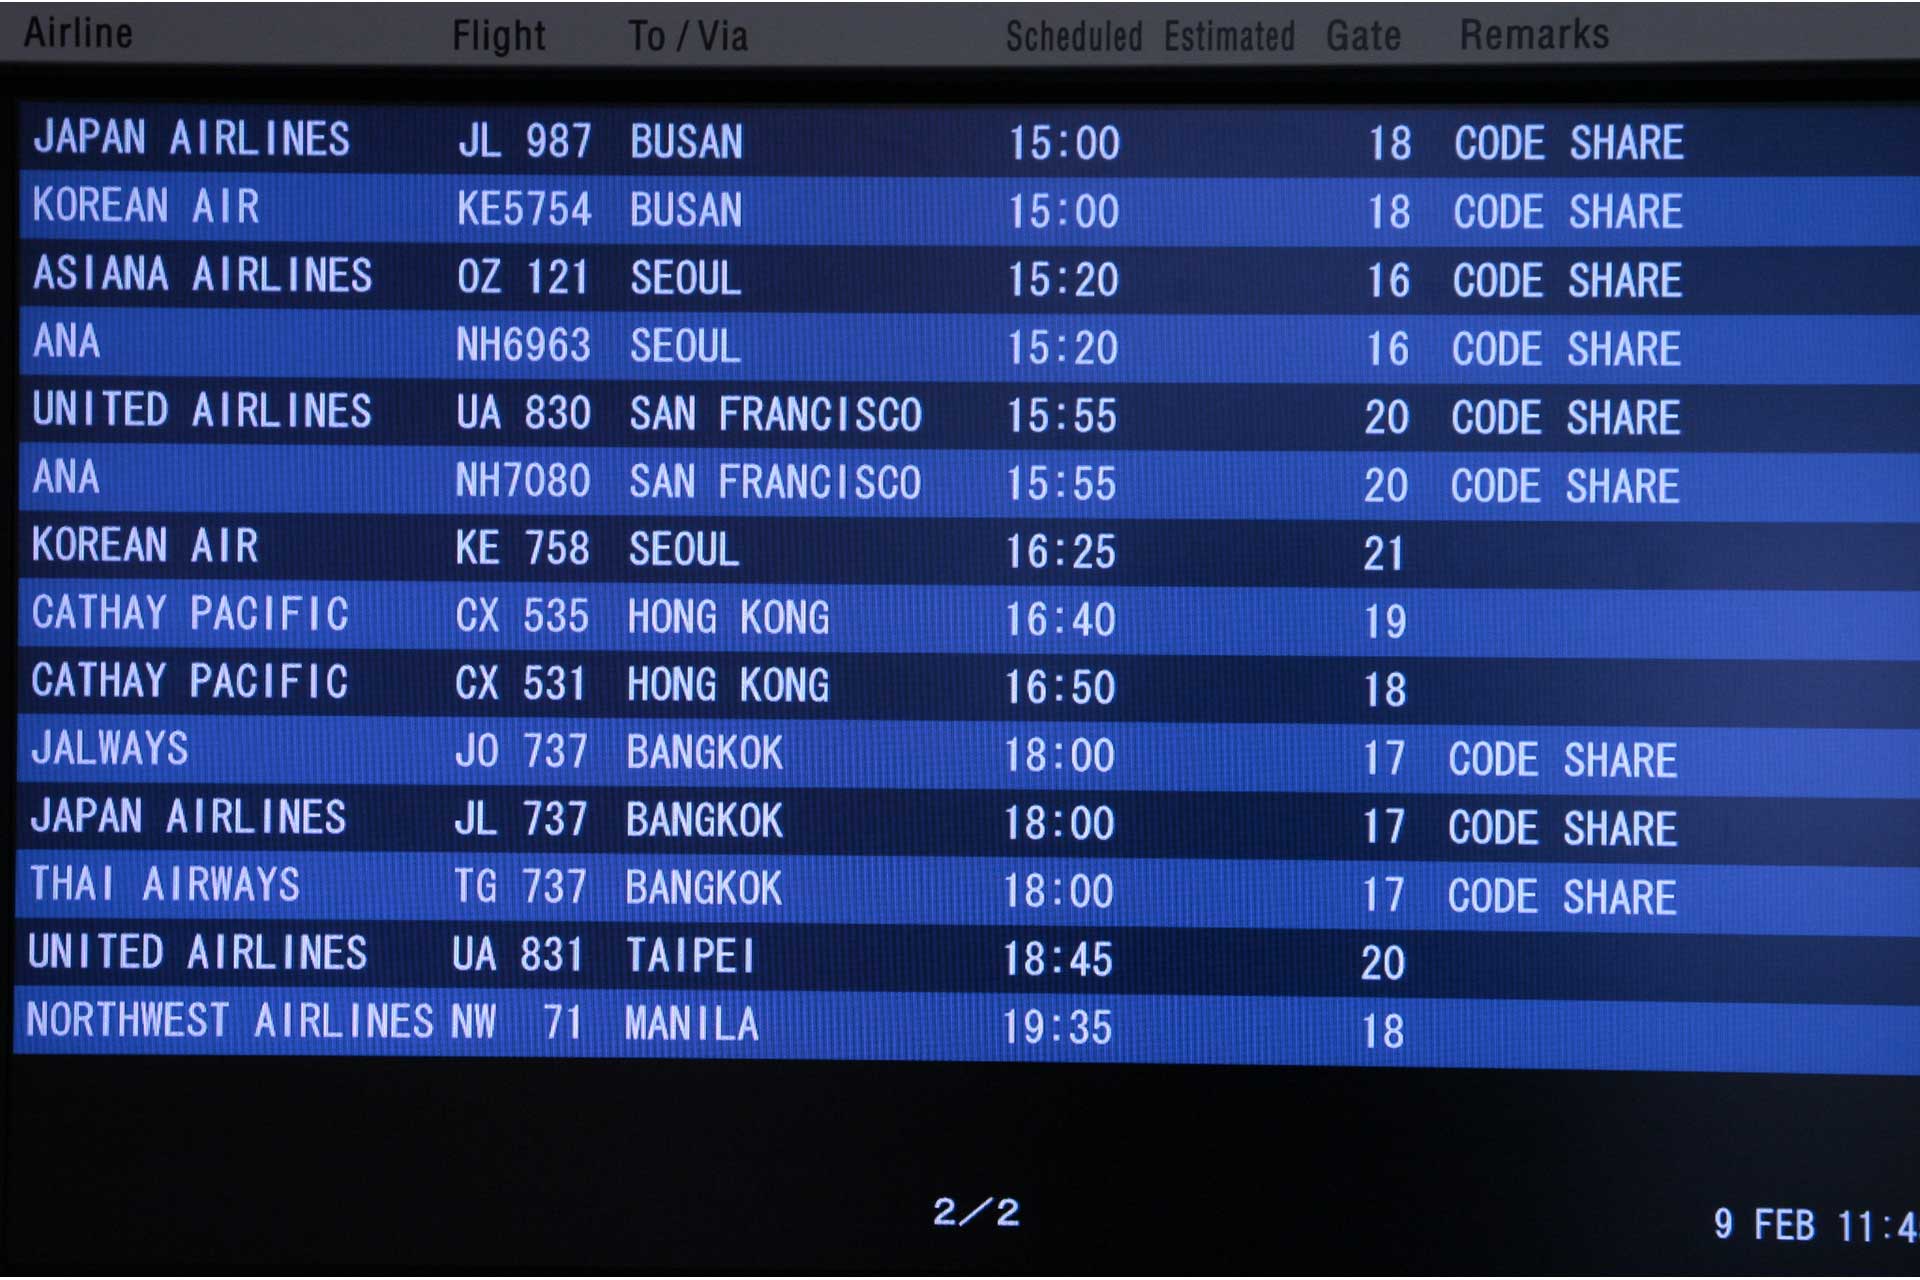 Airline Flight To / Via Scheduled Estimated Gate Remarks
JAPAN AIRLINES JL 987 BUSAN 15:00 18 CODE SHARE
KOREAN AIR KE5754 BUSAN 15:00 18 CODE SHARE
ASIANA AIRLINES OZ 121 SEOUL 15:20 16 CODE SHARE
ANA NH6963 SEOUL 15:20 16 CODE SHARE
UNITED AIRLINES UA 830 SAN FRANCISCO 15:55 20 CODE SHARE
ANA NH7080 SAN FRANCISCO 15:55 20 CODE SHARE
KOREAN AIR KE 758 SEOUL 16:25 21
CATHAY PACIFIC CX 535 HONG KONG 16:40 19
CATHAY PACIFIC CX 531 HONG KONG 16:50 18
JALWAYS JO 737 BANGKOK 18:00 17 CODE SHARE
JAPAN AIRLINES JL 737 BANGKOK 18:00 17 CODE SHARE
THAI AIRWAYS TG 737 BANGKOK 18:00 17 CODE SHARE
UNITED AIRLINES UA 831 TAIPEI 18:45 20
NORTHWEST AIRLINES NW 71 MANILA 19:35 18
2/2
9 FEB